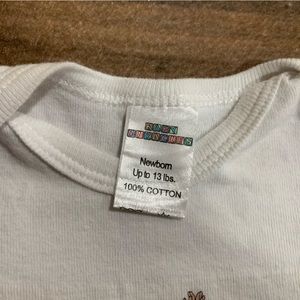 Newborn
Up to 13 lbs.
100% COTTON